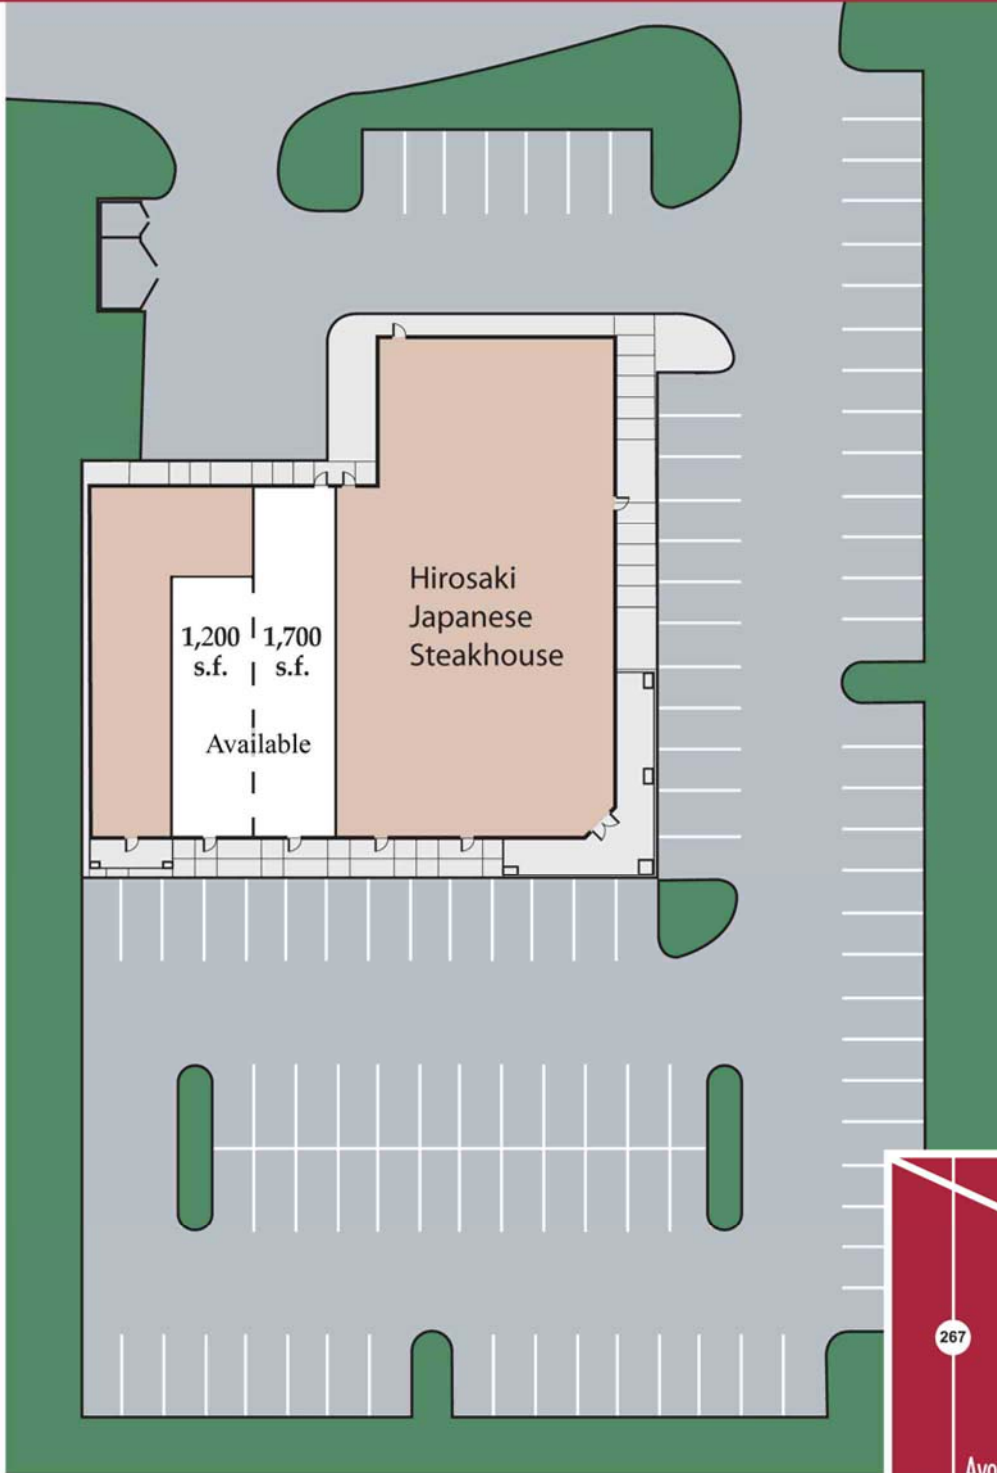 Hirosaki
Japanese
Steakhouse
1,200 1,700
s.f. s.f.
Available
267